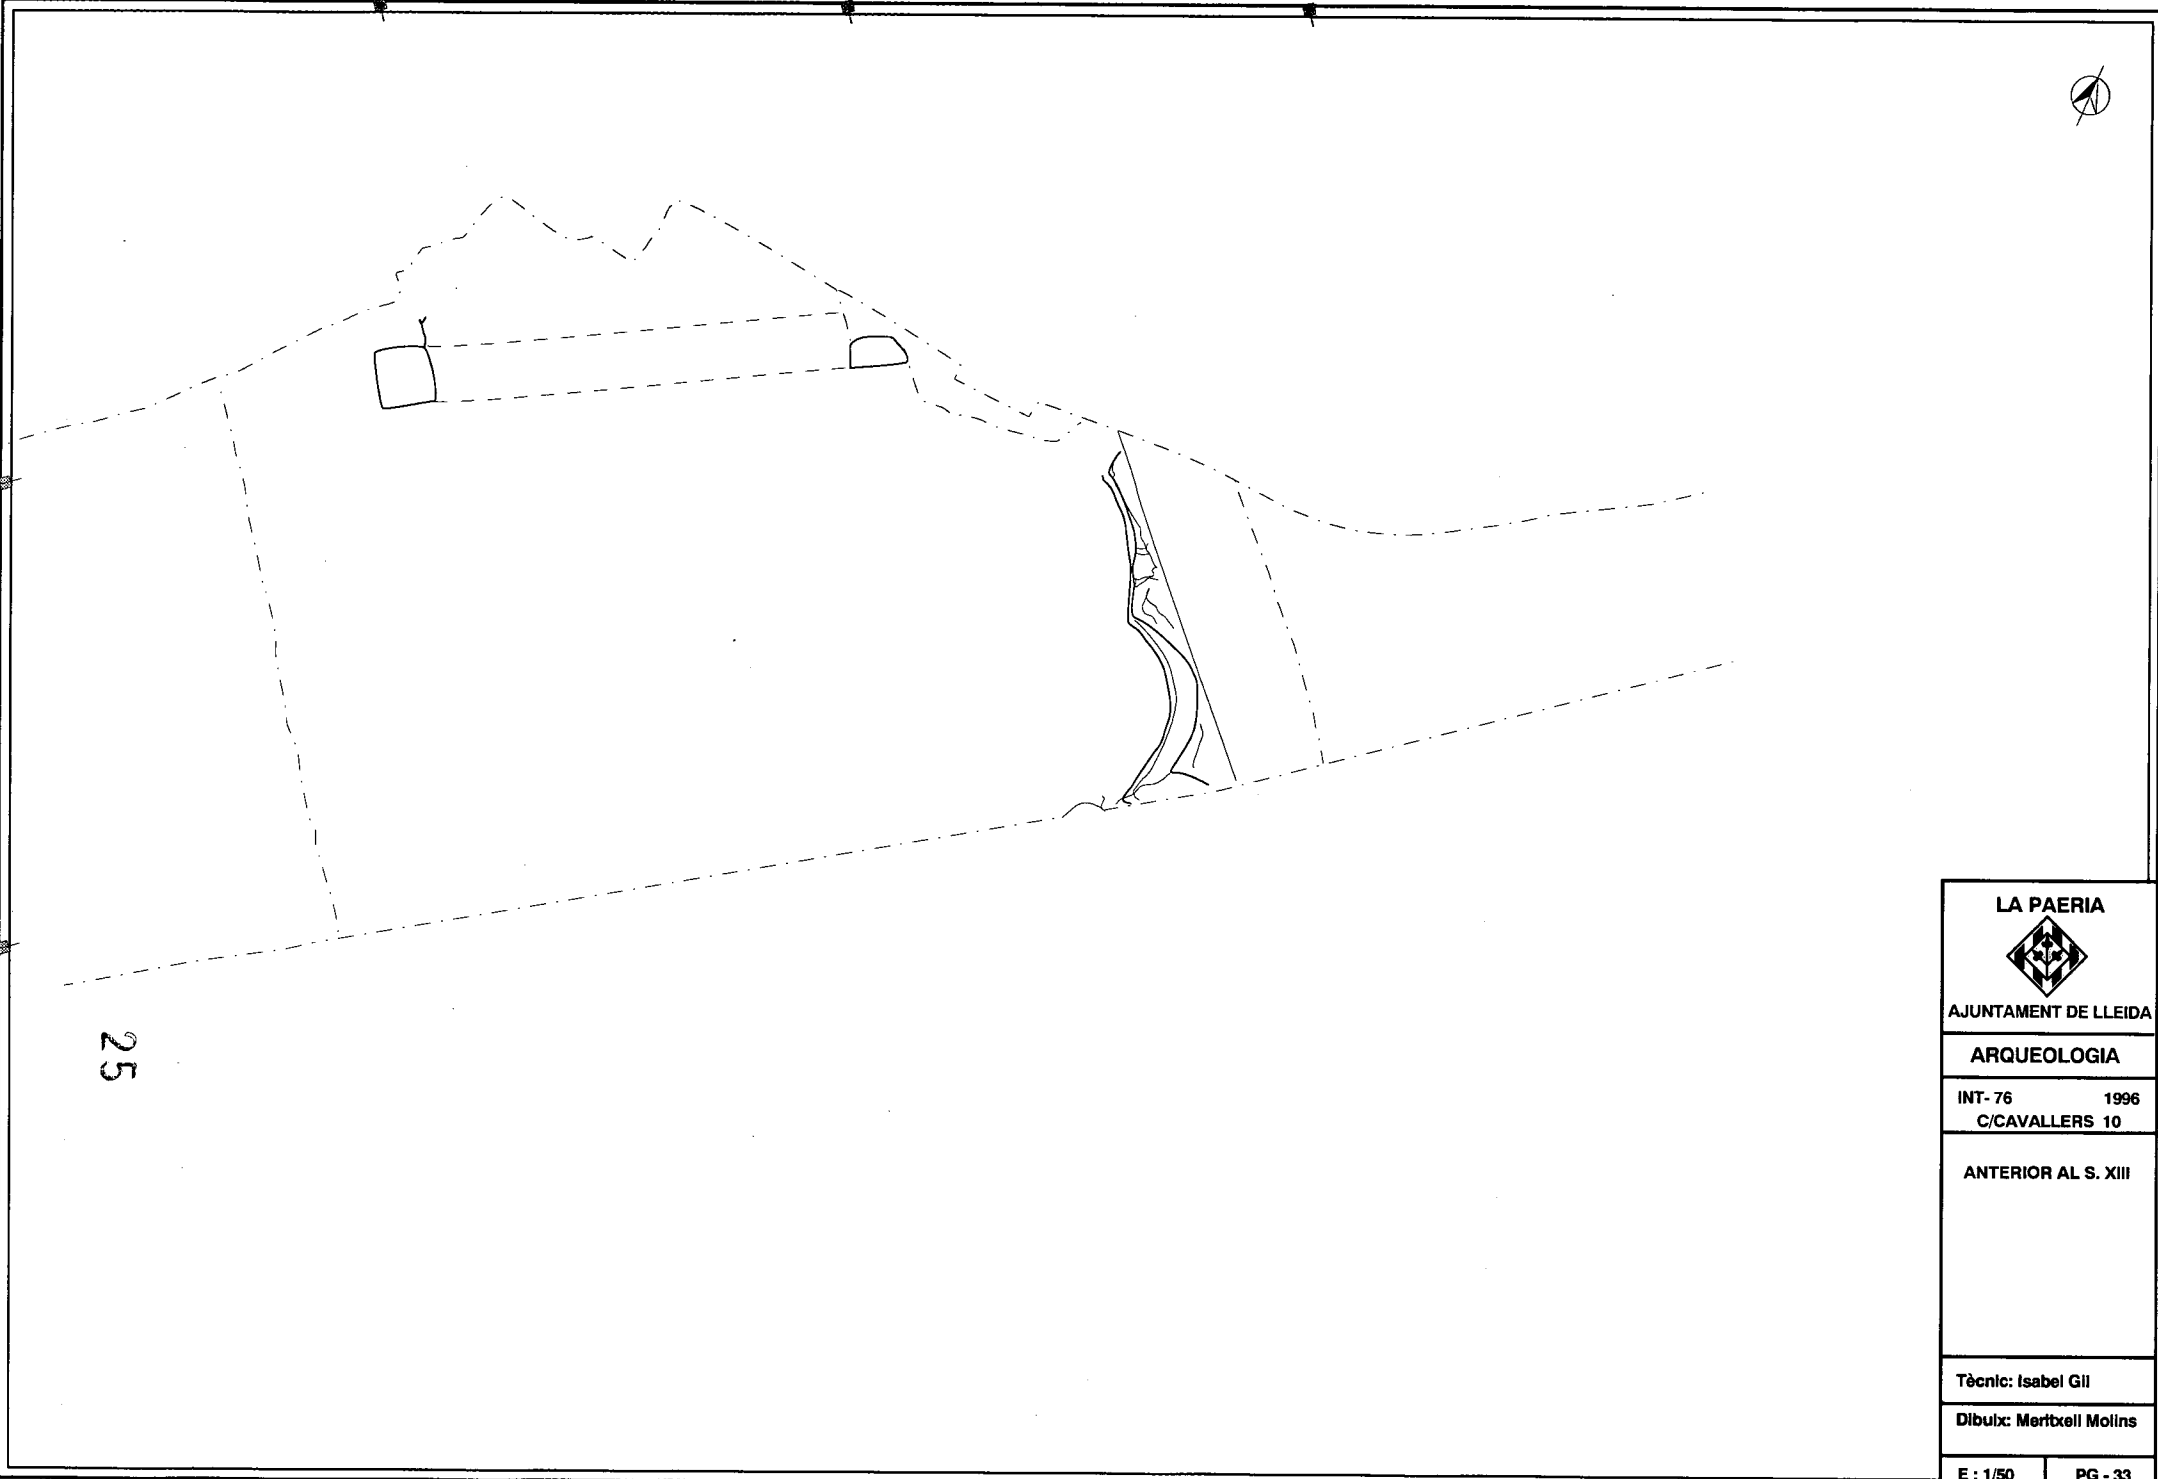 LA PAERIA
AJUNTAMENT DE LLEIDA
ARQUEOLOGIA
INT- 76 1996
C/CAVALLERS 10
ANTERIOR AL S. XIII
Tècnic: Isabel Gil
Dibuix: Meritxell Molins
E : 1/50 PG - 33
25